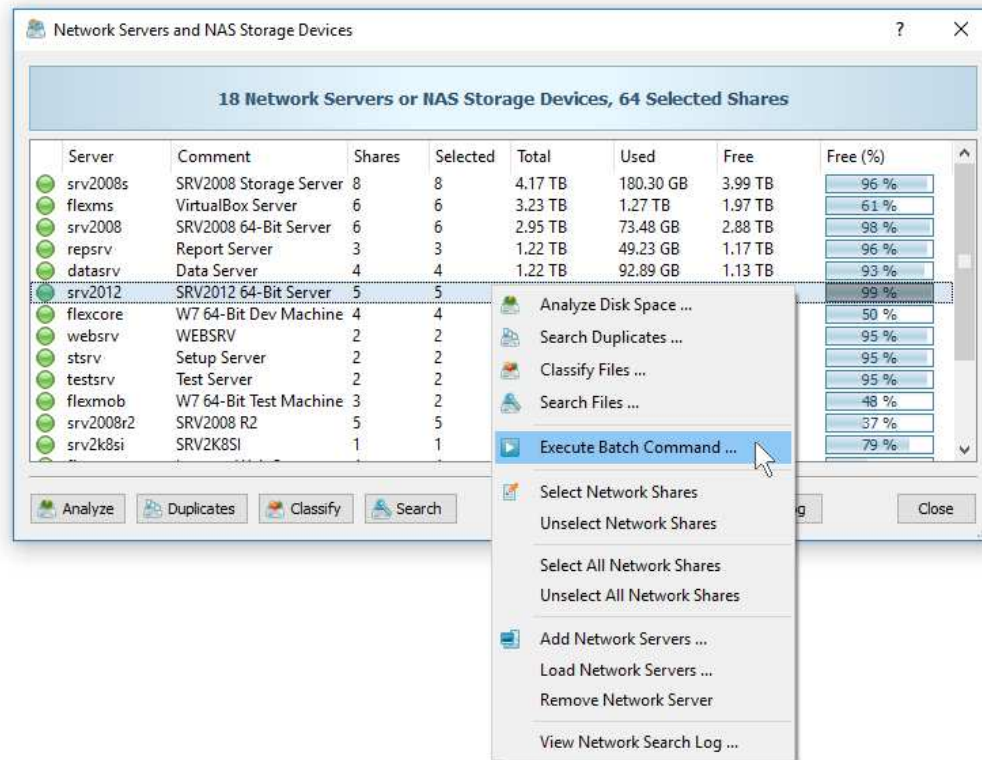 Network Servers and NAS Storage Devices ?
18 Network Servers or NAS Storage Devices, 64 Selected Shares
Server Comment Shares Selected Total Used Free Free (%)
srv2008s SRV2008 Storage Server 8 8 4.17 TB 180.30 GB 3.99 TB 96 %
flexms VirtualBox Server 6 6 3.23 TB 1.27 TB 1.97 TB 61 %
srv2008 SRV2008 64-Bit Server 6 6 2.95 TB 73.48 GB 2.88 TB 98 %
repsrv Report Server 3 3 1.22 TB 49.23 GB 1.17 TB 96 %
datasrv Data Server 4 4 1.22 TB 92.89 GB 1.13 TB 93 %
srv2012 SRV2012 64-Bit Server 5 5 99 %
flexcore W7 64-Bit Dev Machine 4 4 50 %
websrv WEBSRV 2 2 95 %
stsrv Setup Server 2 2 95 %
testsrv Test Server 2 2 95 %
flexmob W7 64-Bit Test Machine 3 2 48 %
srv2008r2 SRV2008 R2 5 5 37 %
srv2k8si SRV2K8SI 1 1 79 %
Analyze Duplicates Classify Search Close
Analyze Disk Space ...
Search Duplicates ...
Classify Files ...
Search Files ...
Execute Batch Command ...
Select Network Shares
Unselect Network Shares
Select All Network Shares
Unselect All Network Shares
Add Network Servers ...
Load Network Servers ...
Remove Network Server
View Network Search Log ...